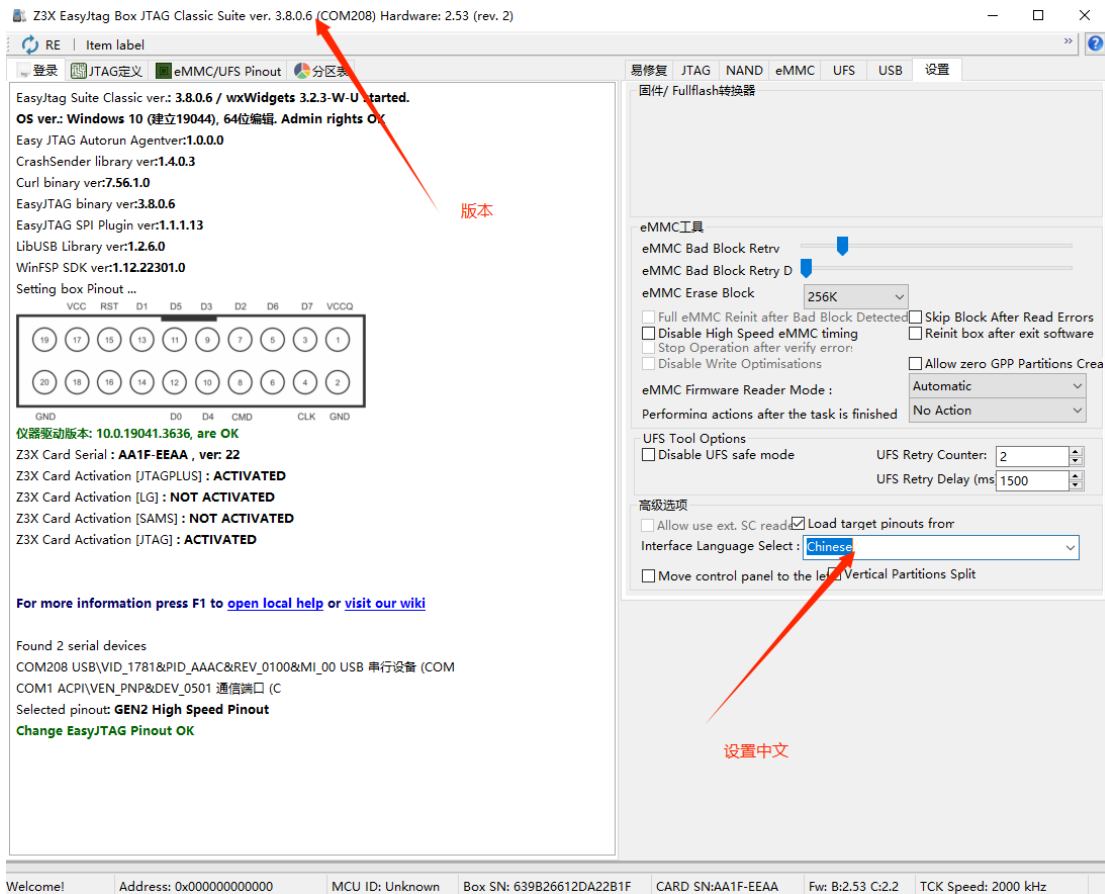 Z3X EasyJtag Box JTAG Classic Suite ver. 3.8.0.6 (COM208) Hardware: 2.53 (rev. 2)
RE Item label
登录 JTAG定义 eMMC/UFS Pinout 分区表
EasyJtag Suite Classic ver.: 3.8.0.6 / wxWidgets 3.2.3-W-U started.
OS ver.: Windows 10 (建立19044), 64位编辑. Admin rights OK
Easy JTAG Autorun Agentver:1.0.0.0
CrashSender library ver:1.4.0.3
Curl binary ver:7.56.1.0
EasyJTAG binary ver:3.8.0.6
EasyJTAG SPI Plugin ver:1.1.1.13
LibUSB Library ver:1.2.6.0
WinFSP SDK ver:1.12.22301.0
Setting box Pinout ...
VCC RST D1 D5 D3 D2 D6 D7 VCCQ
19 17 15 13 11 9 7 5 3 1
20 18 16 14 12 10 8 6 4 2
GND D0 D4 CMD CLK GND
仪器驱动版本: 10.0.19041.3636, are OK
Z3X Card Serial : AA1F-EEAA , ver: 22
Z3X Card Activation [JTAGPLUS] : ACTIVATED
Z3X Card Activation [LG] : NOT ACTIVATED
Z3X Card Activation [SAMS] : NOT ACTIVATED
Z3X Card Activation [JTAG] : ACTIVATED
For more information press F1 to open local help or visit our wiki
Found 2 serial devices
COM208 USB\VID_1781&PID_AAAC&REV_0100&MI_00 USB 串行设备 (COM
COM1 ACPI\VEN_PNP&DEV_0501 通信端口 (C
Selected pinout: GEN2 High Speed Pinout
Change EasyJTAG Pinout OK
版本
易修复 JTAG NAND eMMC UFS USB 设置
固件/ Fullflash转换器
eMMC工具
eMMC Bad Block Retry
eMMC Bad Block Retry D
eMMC Erase Block 256K
Full eMMC Reinit after Bad Block Detected Skip Block After Read Errors
Disable High Speed eMMC timing Reinit box after exit software
Stop Operation after verify error:
Disable Write Optimisations Allow zero GPP Partitions Crea
eMMC Firmware Reader Mode : Automatic
Performing actions after the task is finished No Action
UFS Tool Options
Disable UFS safe mode UFS Retry Counter: 2
UFS Retry Delay (ms 1500
高级选项
Allow use ext. SC reade Load target pinouts from
Interface Language Select : Chinese
Move control panel to the le Vertical Partitions Split
设置中文
Welcome! Address: 0x000000000000 MCU ID: Unknown Box SN: 639B26612DA22B1F CARD SN:AA1F-EEAA Fw: B:2.53 C:2.2 TCK Speed: 2000 kHz